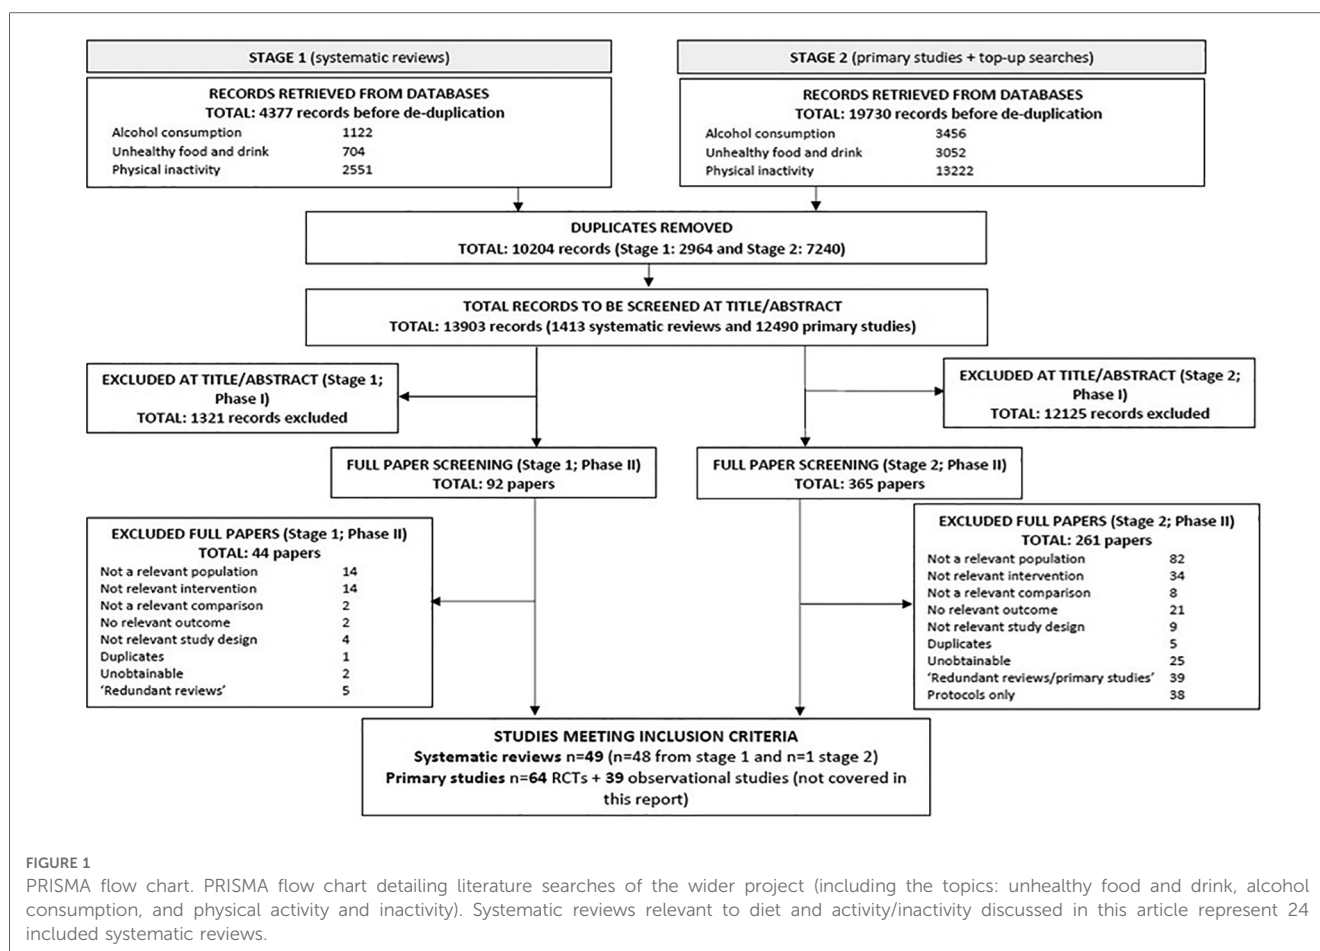 STAGE 1 (systematic reviews)
RECORDS RETRIEVED FROM DATABASES
TOTAL: 4377 records before de-duplication
Alcohol consumption 1122
Unhealthy food and drink 704
Physical inactivity 2551
STAGE 2 (primary studies + top-up searches)
RECORDS RETRIEVED FROM DATABASES
TOTAL: 19730 records before de-duplication
Alcohol consumption 3456
Unhealthy food and drink 3052
Physical inactivity 13222
DUPLICATES REMOVED
TOTAL: 10204 records (Stage 1: 2964 and Stage 2: 7240)
TOTAL RECORDS TO BE SCREENED AT TITLE/ABSTRACT
TOTAL: 13903 records (1413 systematic reviews and 12490 primary studies)
EXCLUDED AT TITLE/ABSTRACT (Stage 1;
Phase I)
TOTAL: 1321 records excluded
EXCLUDED AT TITLE/ABSTRACT (Stage 2;
Phase I)
TOTAL: 12125 records excluded
FULL PAPER SCREENING (Stage 1; Phase II)
TOTAL: 92 papers
FULL PAPER SCREENING (Stage 2; Phase II)
TOTAL: 365 papers
EXCLUDED FULL PAPERS (Stage 1; Phase II)
TOTAL: 44 papers
Not a relevant population 14
Not relevant intervention 14
Not a relevant comparison 2
No relevant outcome 2
Not relevant study design 4
Duplicates 1
Unobtainable 2
‘Redundant reviews’ 5
EXCLUDED FULL PAPERS (Stage 2; Phase II)
TOTAL: 261 papers
Not a relevant population 82
Not relevant intervention 34
Not a relevant comparison 8
No relevant outcome 21
Not relevant study design 9
Duplicates 5
Unobtainable 25
‘Redundant reviews/primary studies’ 39
Protocols only 38
STUDIES MEETING INCLUSION CRITERIA
Systematic reviews n=49 (n=48 from stage 1 and n=1 stage 2)
Primary studies n=64 RCTs + 39 observational studies (not covered in
this report)
FIGURE 1
PRISMA flow chart. PRISMA flow chart detailing literature searches of the wider project (including the topics: unhealthy food and drink, alcohol
consumption, and physical activity and inactivity). Systematic reviews relevant to diet and activity/inactivity discussed in this article represent 24
included systematic reviews.